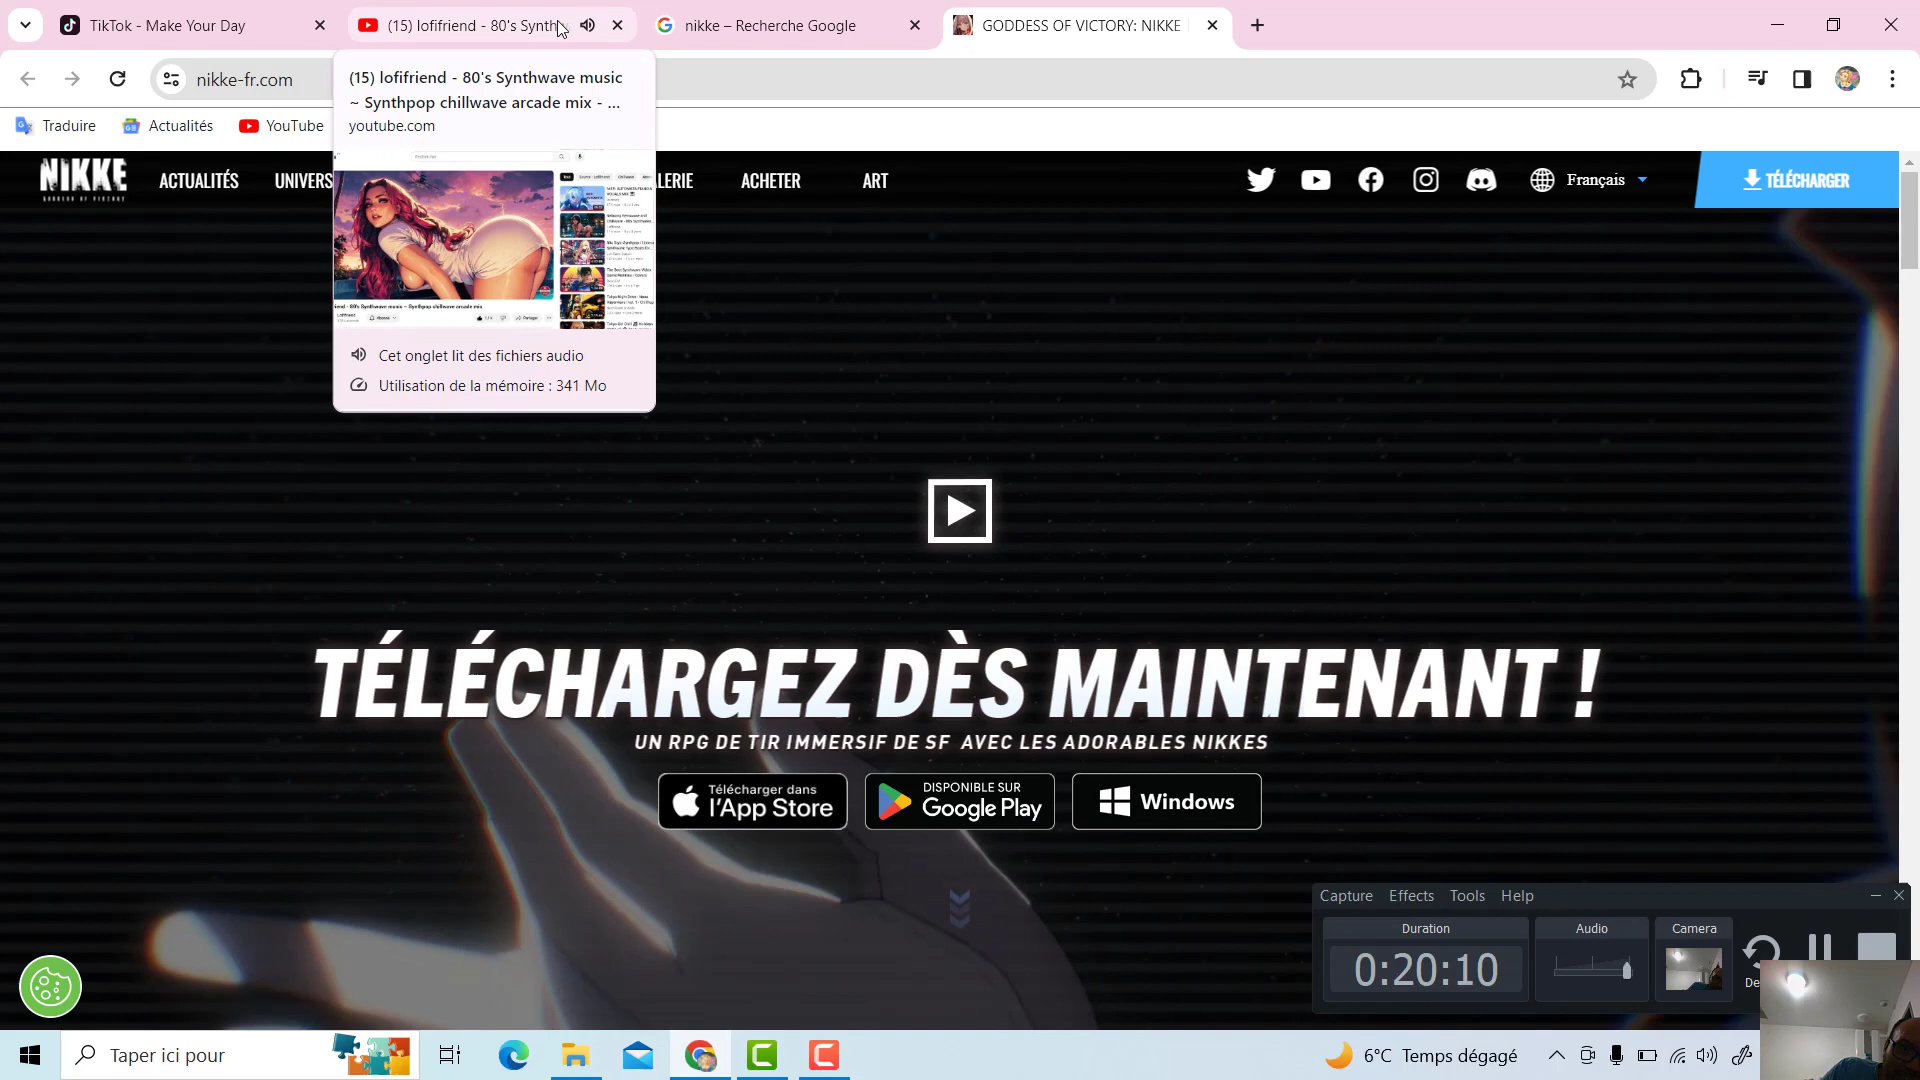 TikTok - Make Your Day
(15) lofifriend - 80's Synth
nikke – Recherche Google
GODDESS OF VICTORY: NIKKE
nikke-fr.com
(15) lofifriend - 80's Synthwave music
~ Synthpop chillwave arcade mix - ...
youtube.com
Traduire
Actualités
YouTube
NIKKE
GODDESS OF VICTORY
ACTUALITÉS
UNIVERS
LERIE
ACHETER
ART
Français
TÉLÉCHARGER
Cet onglet lit des fichiers audio
Utilisation de la mémoire : 341 Mo
TÉLÉCHARGEZ DÈS MAINTENANT !
UN RPG DE TIR IMMERSIF DE SF AVEC LES ADORABLES NIKKES
Télécharger dans
l'App Store
DISPONIBLE SUR
Google Play
Windows
Capture Effects Tools Help
Duration
Audio
Camera
0:20:10
De
Taper ici pour
6°C Temps dégagé